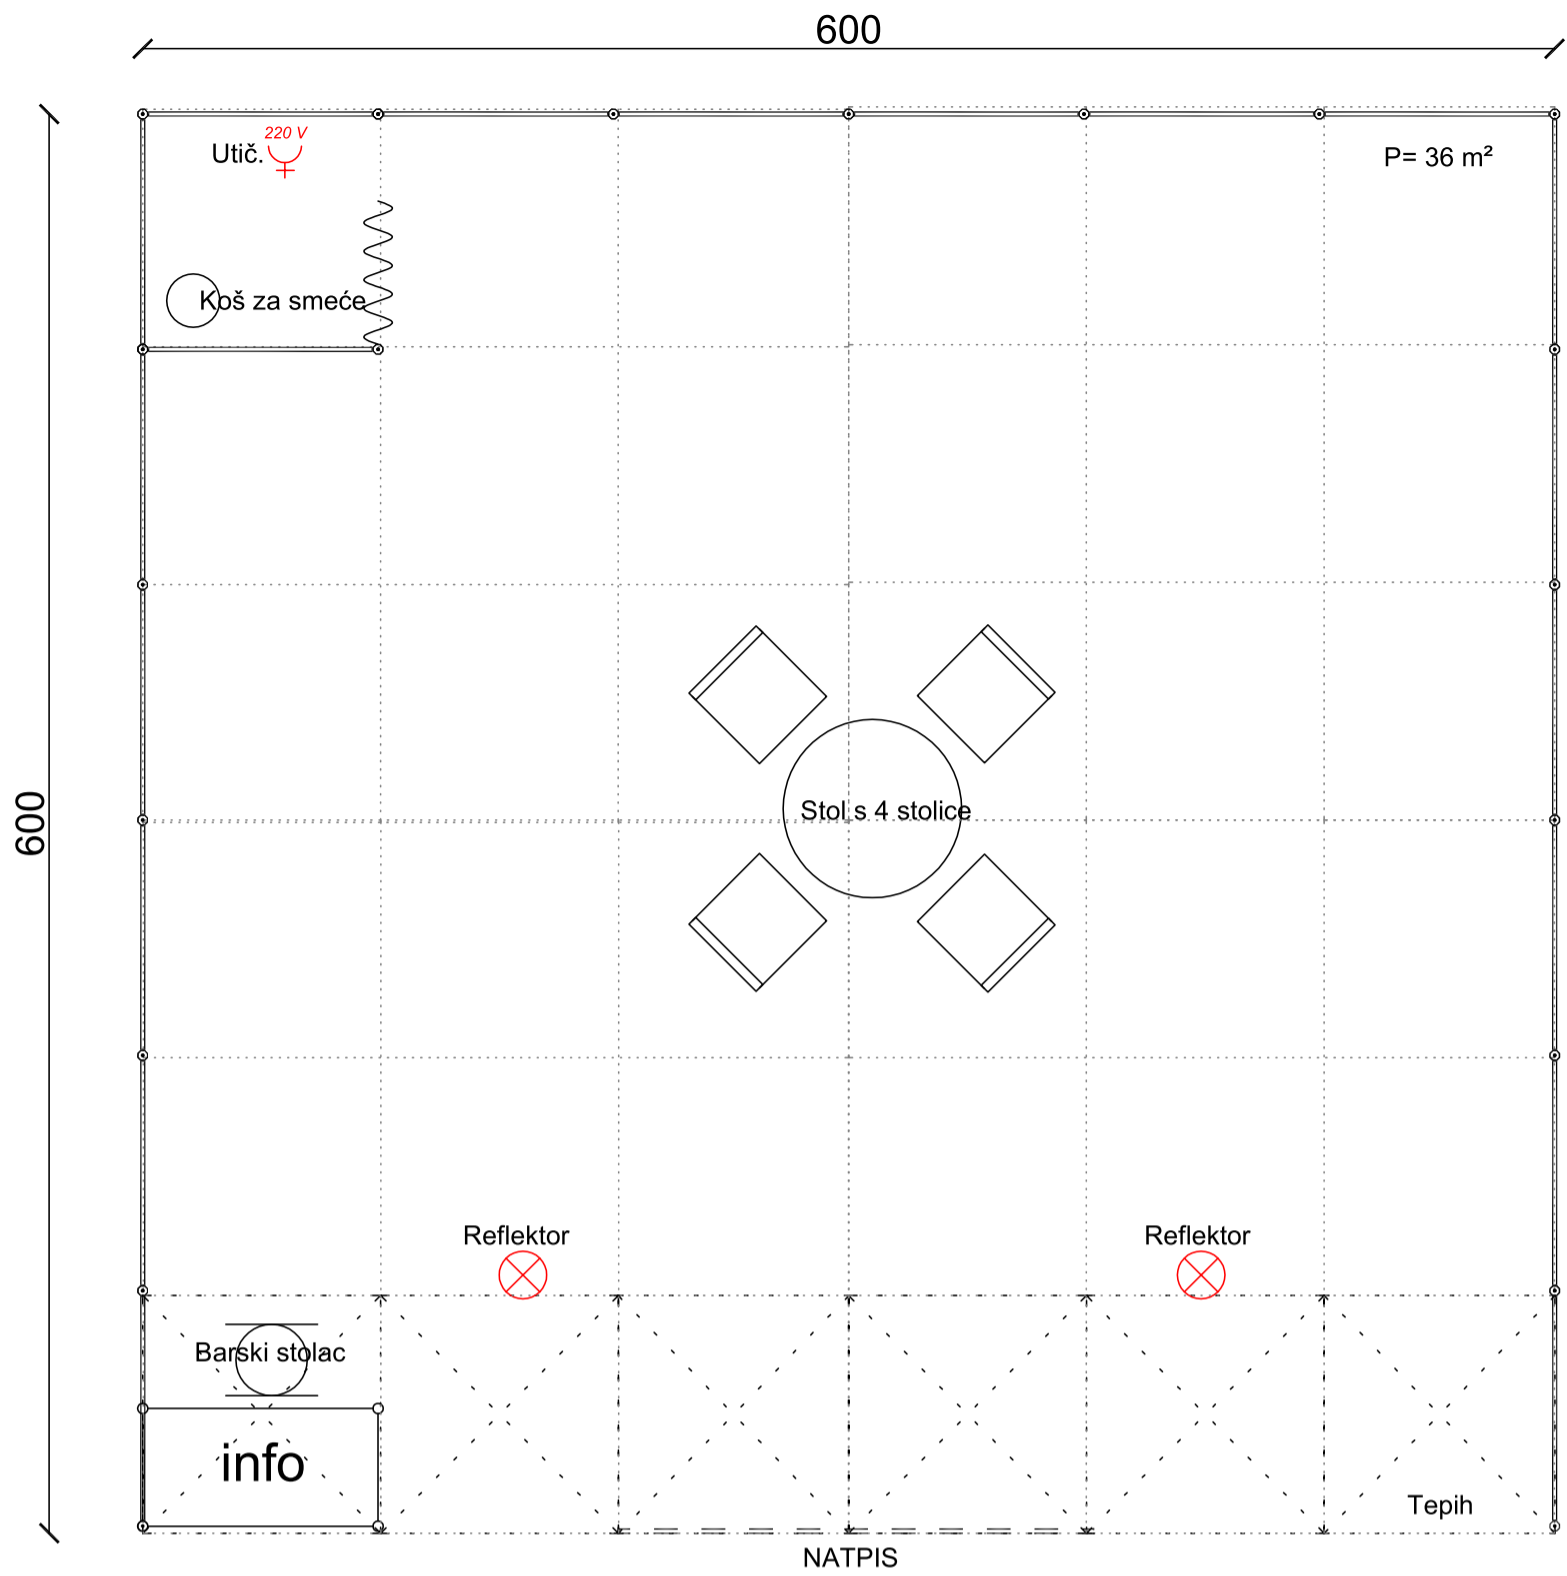 600
220 V
Utič.
P= 36 m²
Koš za smeće
600
Stol s 4 stolice
Reflektor
Reflektor
Barski stolac
info
Tepih
NATPIS